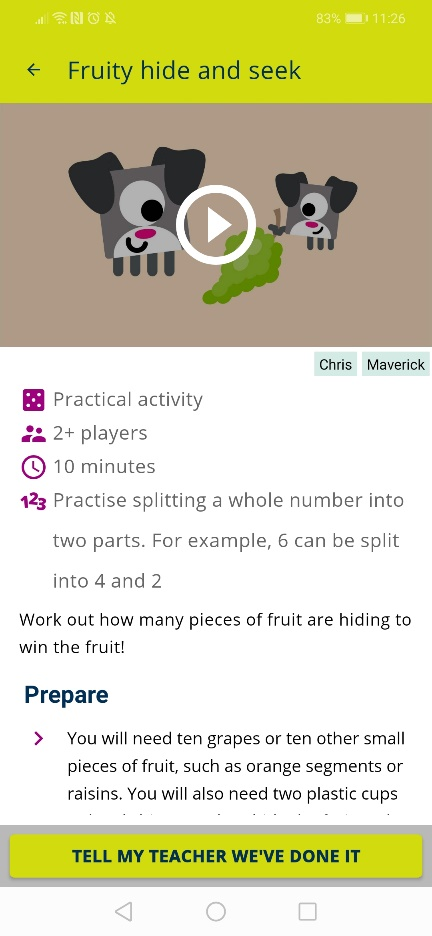 83% 11:26
Fruity hide and seek
Chris Maverick
Practical activity
2+ players
10 minutes
123 Practise splitting a whole number into
two parts. For example, 6 can be split
into 4 and 2
Work out how many pieces of fruit are hiding to
win the fruit!
Prepare
You will need ten grapes or ten other small
pieces of fruit, such as orange segments or
raisins. You will also need two plastic cups
TELL MY TEACHER WE'VE DONE IT